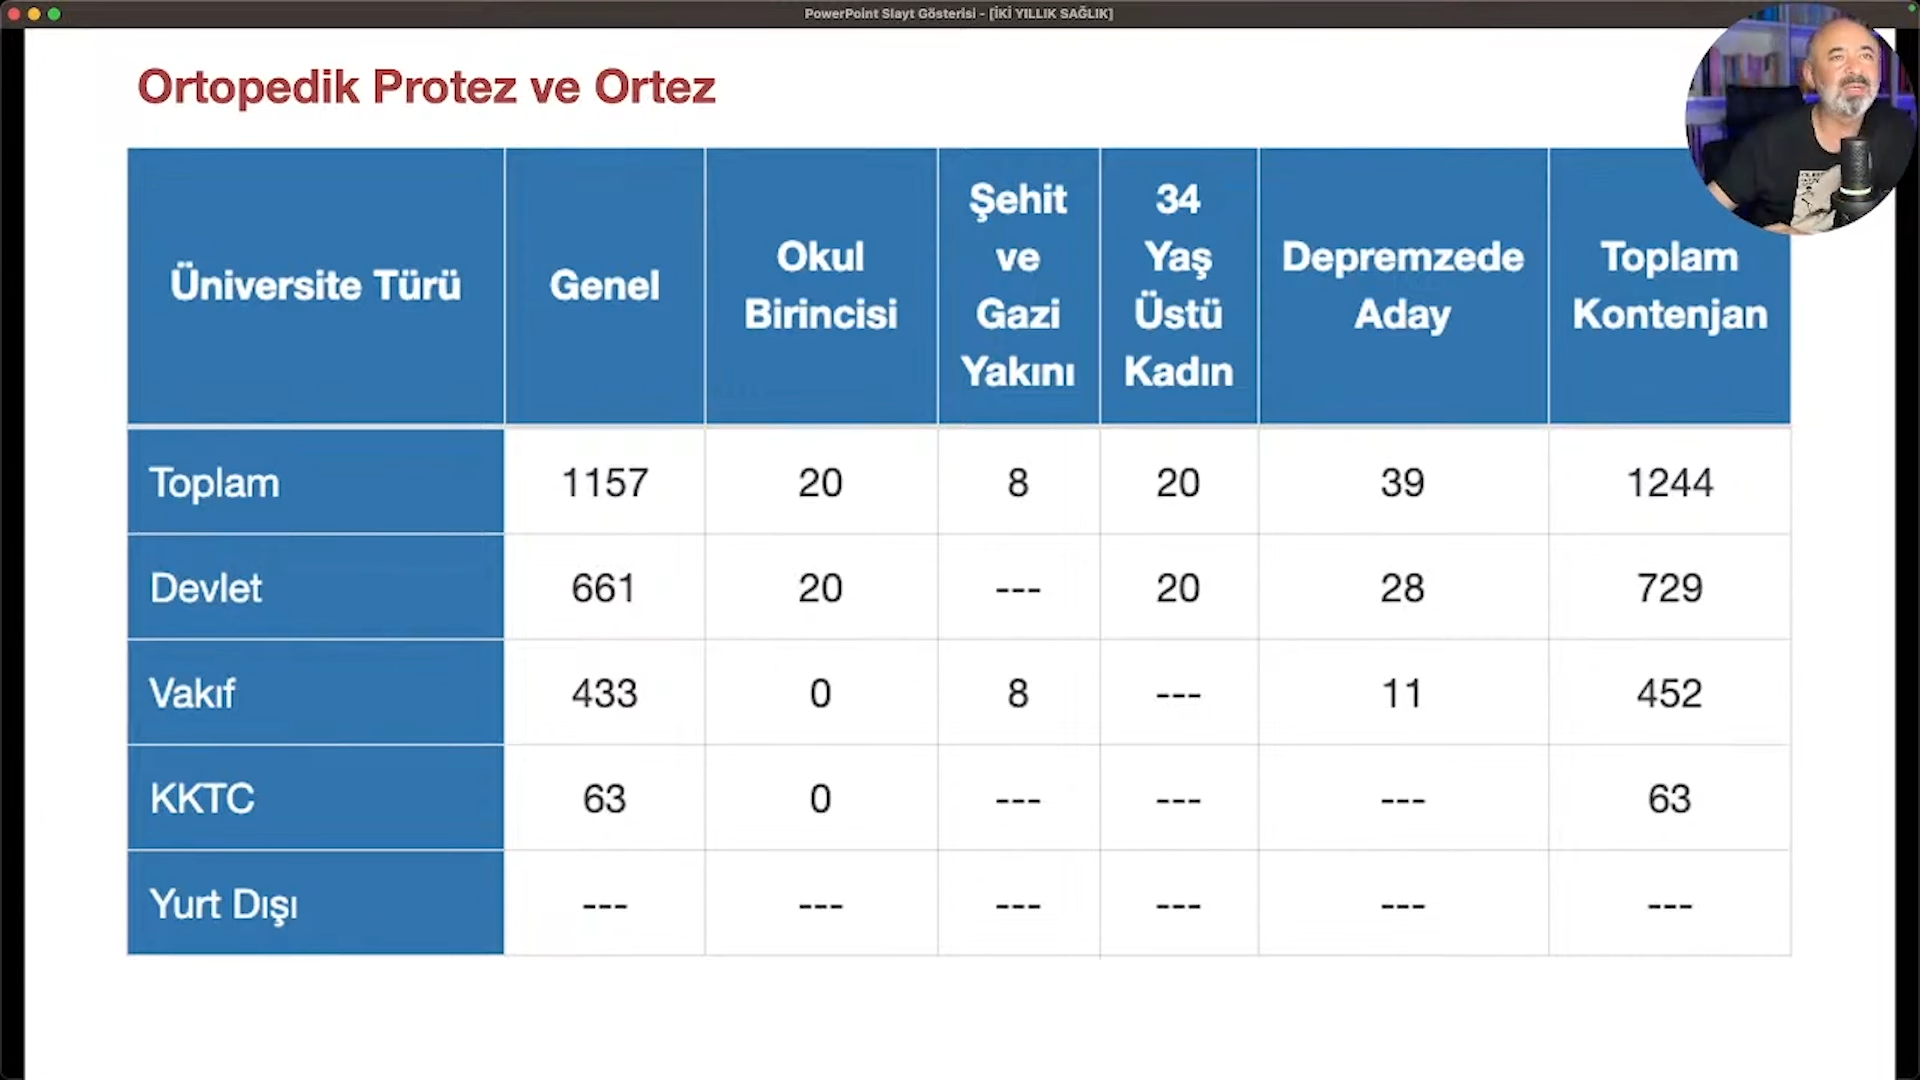 PowerPoint Slayt Gösterisi - [İKİ YILLIK SAĞLIK]
Ortopedik Protez ve Ortez
Üniversite Türü Genel Okul Birincisi Şehit ve Gazi Yakını 34 Yaş Üstü Kadın Depremzede Aday Toplam Kontenjan
Toplam 1157 20 8 20 39 1244
Devlet 661 20 --- 20 28 729
Vakıf 433 0 8 --- 11 452
KKTC 63 0 --- --- --- 63
Yurt Dışı --- --- --- --- --- ---